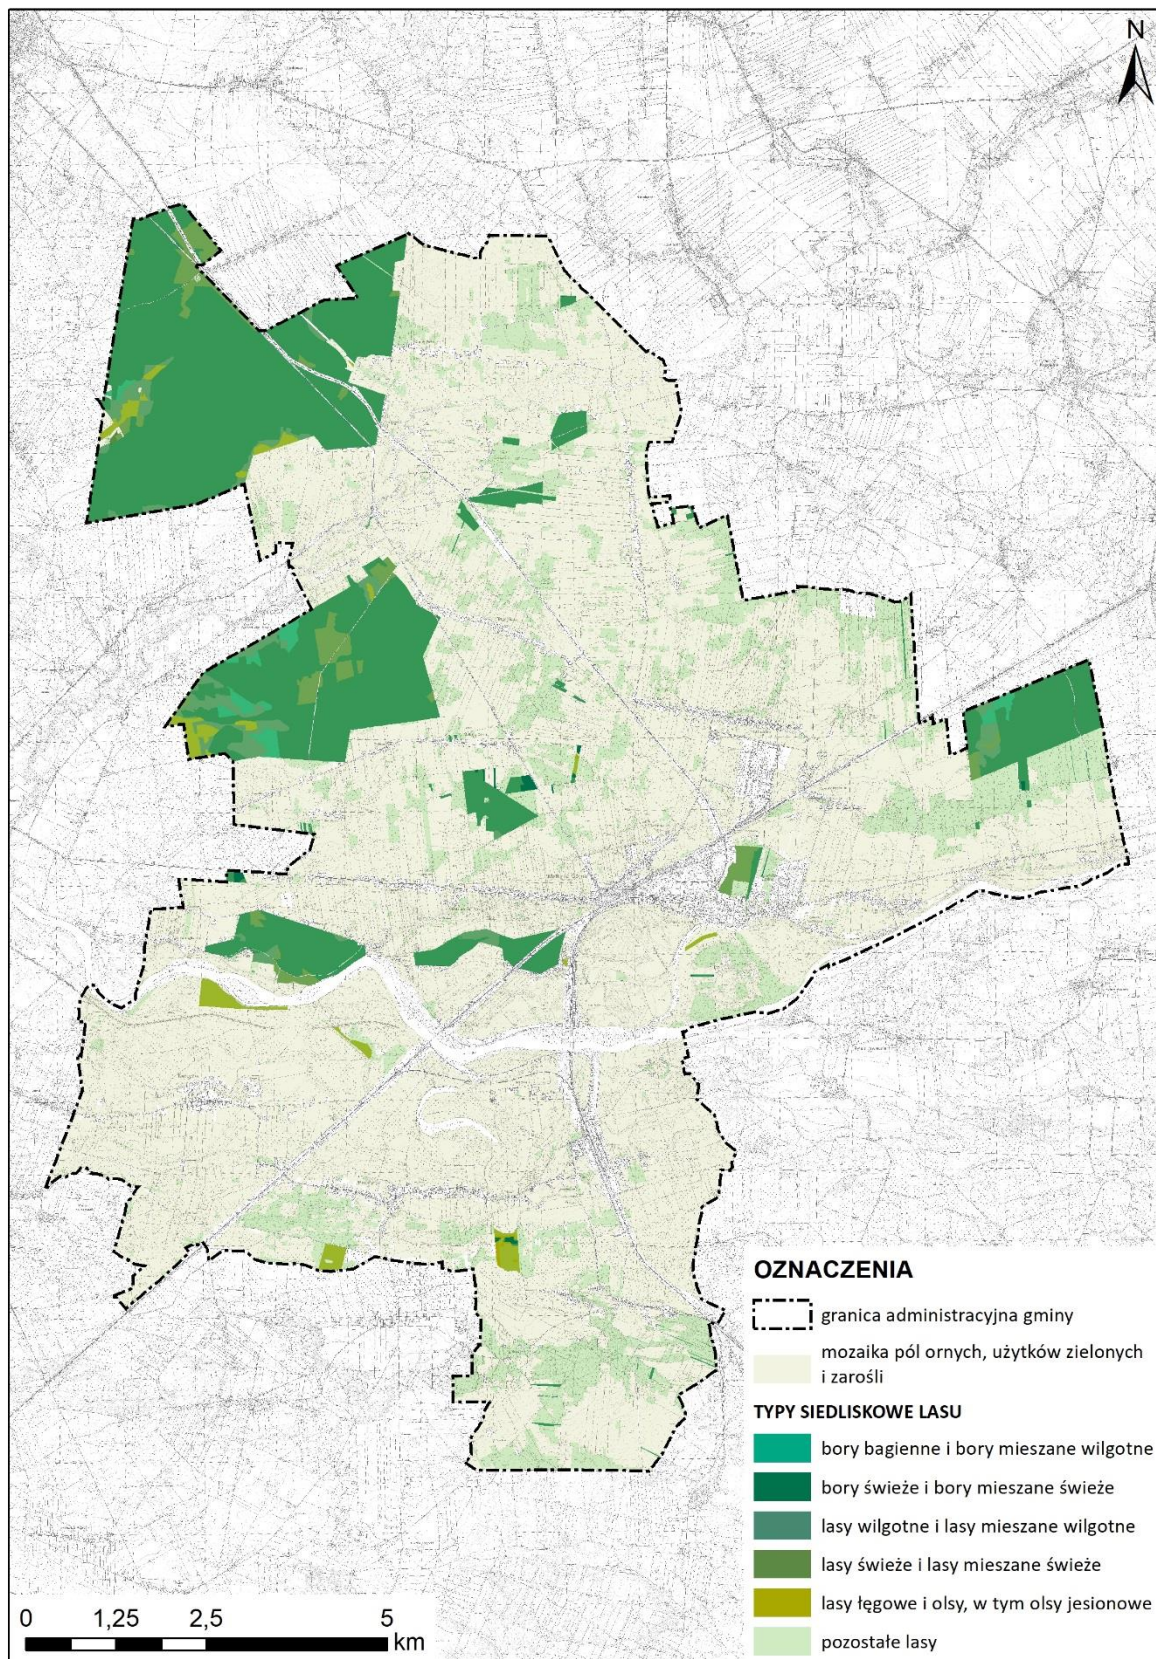 N
OZNACZENIA
granica administracyjna gminy
mozaika pól ornych, użytków zielonych
i zarośli
TYPY SIEDLISKOWE LASU
bory bagienne i bory mieszane wilgotne
bory świeże i bory mieszane świeże
lasy wilgotne i lasy mieszane wilgotne
lasy świeże i lasy mieszane świeże
lasy łęgowe i olsy, w tym olsy jesionowe
pozostałe lasy
0 1,25 2,5 5
km